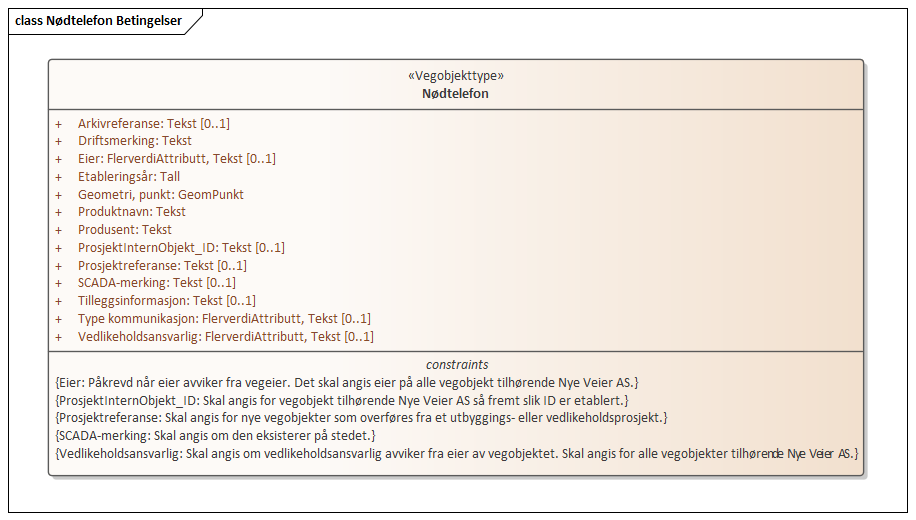 class Nødtelefon Betingelser
«Vegobjekttype»
Nødtelefon
+ Arkivreferanse: Tekst [0..1]
+ Driftsmerking: Tekst
+ Eier: FlerverdiAttributt, Tekst [0..1]
+ Etableringsår: Tall
+ Geometri, punkt: GeomPunkt
+ Produktnavn: Tekst
+ Produsent: Tekst
+ ProsjektInternObjekt_ID: Tekst [0..1]
+ Prosjektreferanse: Tekst [0..1]
+ SCADA-merking: Tekst [0..1]
+ Tilleggsinformasjon: Tekst [0..1]
+ Type kommunikasjon: FlerverdiAttributt, Tekst [0..1]
+ Vedlikeholdsansvarlig: FlerverdiAttributt, Tekst [0..1]
constraints
{Eier: Påkrevd når eier avviker fra vegeier. Det skal angis eier på alle vegobjekt tilhørende Nye Veier AS.}
{ProsjektInternObjekt_ID: Skal angis for vegobjekt tilhørende Nye Veier AS så fremt slik ID er etablert.}
{Prosjektreferanse: Skal angis for nye vegobjekter som overføres fra et utbyggings- eller vedlikeholdsprosjekt.}
{SCADA-merking: Skal angis om den eksisterer på stedet.}
{Vedlikeholdsansvarlig: Skal angis om vedlikeholdsansvarlig avviker fra eier av vegobjektet. Skal angis for alle vegobjekter tilhørende Nye Veier AS.}